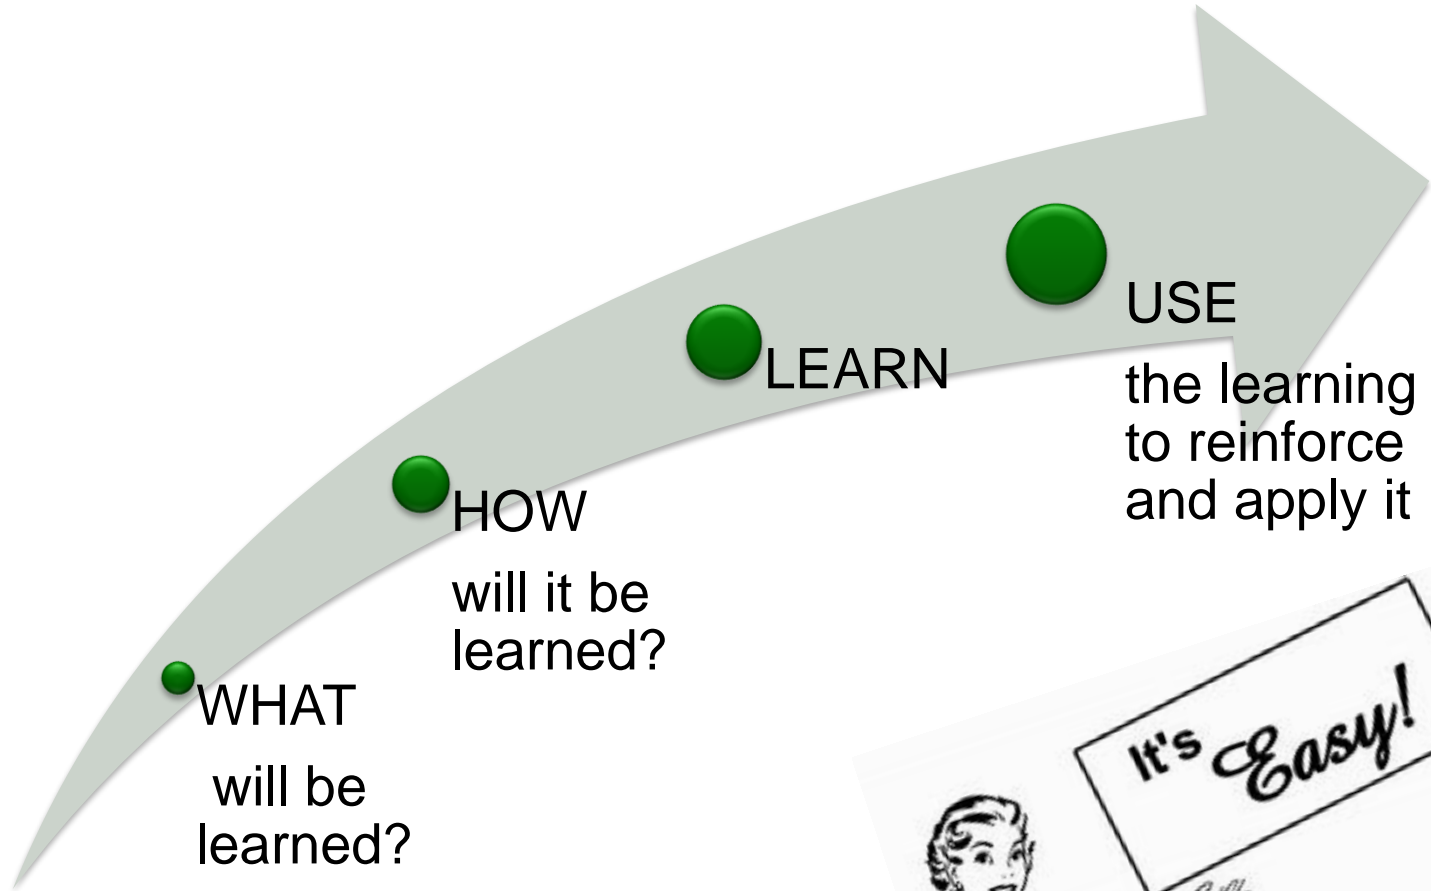 WHAT
will be
learned?
HOW
will it be
learned?
LEARN
USE
the learning
to reinforce
and apply it
It's Easy!